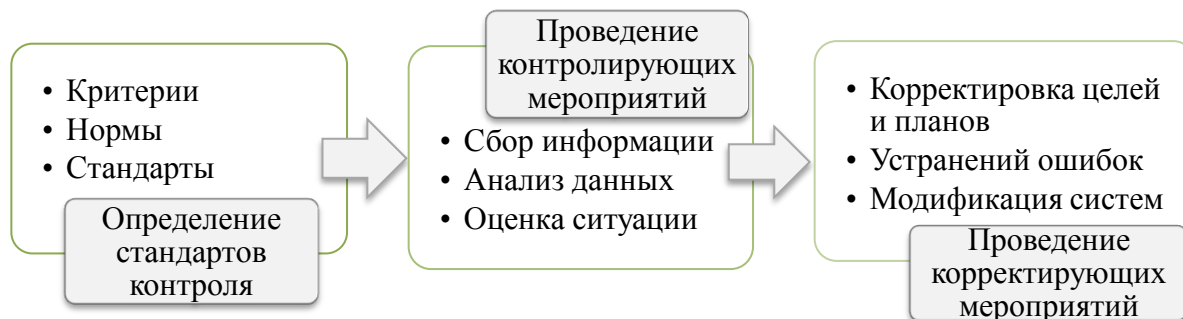 • Критерии
• Нормы
• Стандарты
Определение
стандартов
контроля
Проведение
контролирующих
мероприятий
• Сбор информации
• Анализ данных
• Оценка ситуации
• Корректировка целей
и планов
• Устранений ошибок
• Модификация систем
Проведение
корректирующих
мероприятий